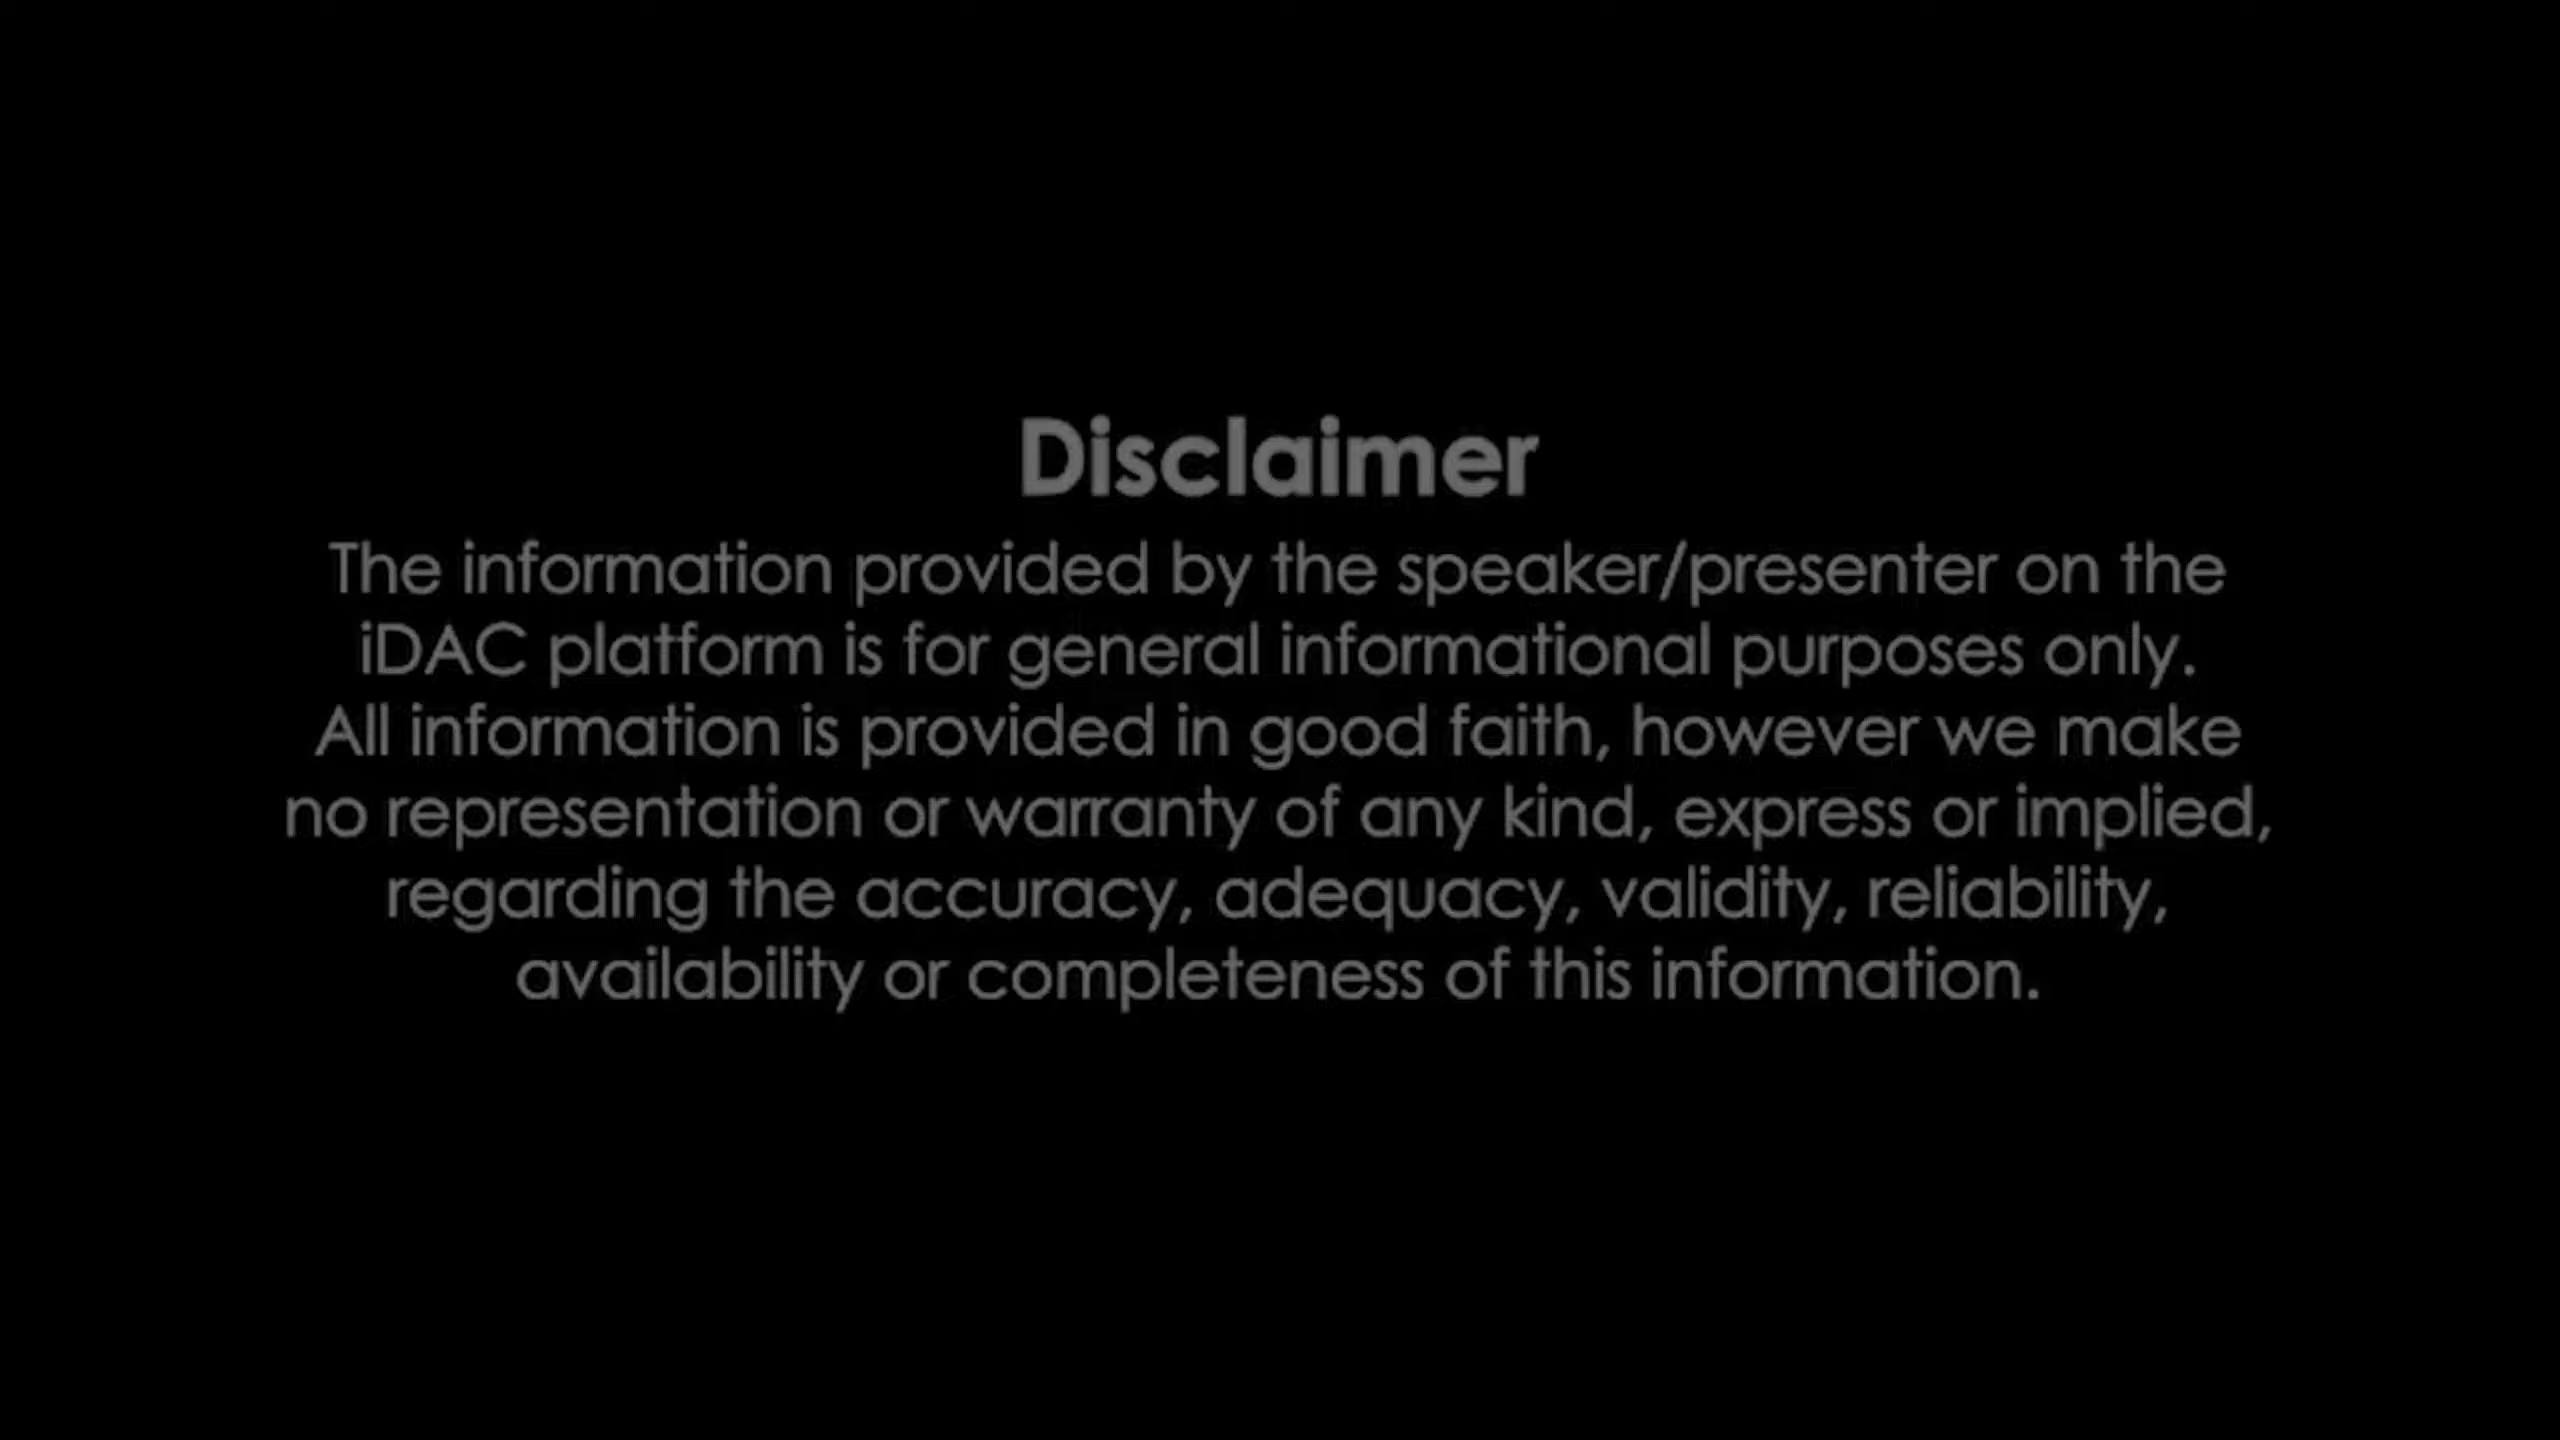 Disclaimer
The information provided by the speaker/presenter on the
iDAC platform is for general informational purposes only.
All information is provided in good faith, however we make
no representation or warranty of any kind, express or implied,
regarding the accuracy, adequacy, validity, reliability,
availability or completeness of this information.